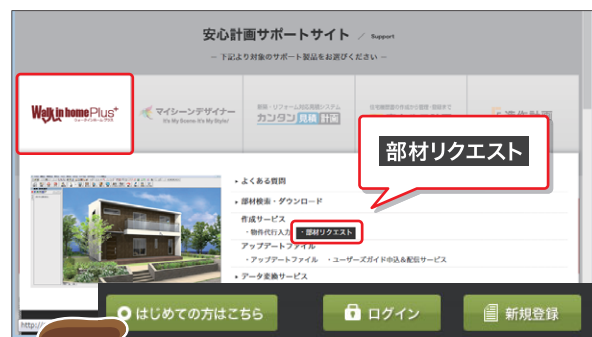 安心計画サポートサイト / Support
― 下記より対象のサポート製品をお選びください ―
Walk in home Plus+
ウォークインホーム プラス
マイシーンデザイナー
It's My Scene. It's My Style!
新築・リフォーム対応見積システム
カンタン見積計画
部材リクエスト
・よくある質問
・部材検索・ダウンロード
作成サービス
・物件代行入力 ・部材リクエスト
アップデートファイル
・アップデートファイル ・ユーザーズガイド申込&配信サービス
・データ変換サービス
はじめての方はこちら
ログイン
新規登録
http:/